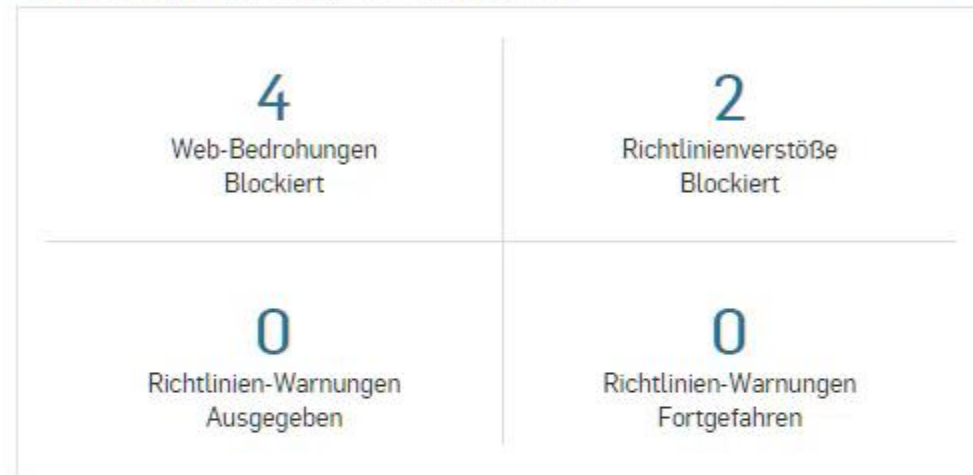 4
Web-Bedrohungen
Blockiert
2
Richtlinienverstöße
Blockiert
0
Richtlinien-Warnungen
Ausgegeben
0
Richtlinien-Warnungen
Fortgefahren